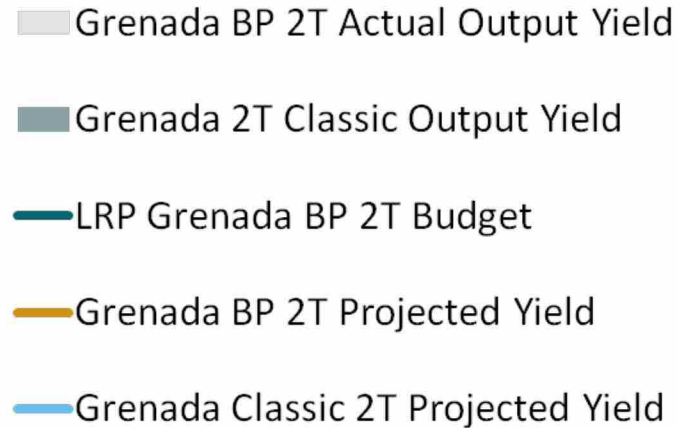 Grenada BP 2T Actual Output Yield
Grenada 2T Classic Output Yield
LRP Grenada BP 2T Budget
Grenada BP 2T Projected Yield
Grenada Classic 2T Projected Yield